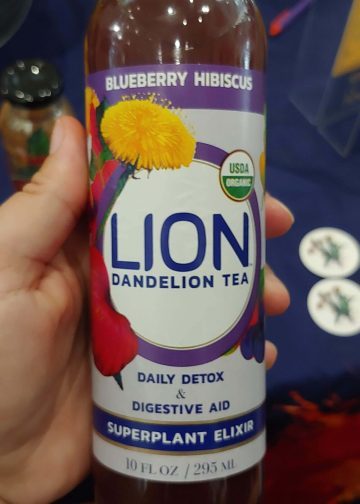 BLUEBERRY HIBISCUS
USDA
ORGANIC
LION
DANDELION TEA
DAILY DETOX
&
DIGESTIVE AID
SUPERPLANT ELIXIR
10 FL OZ / 295 ML